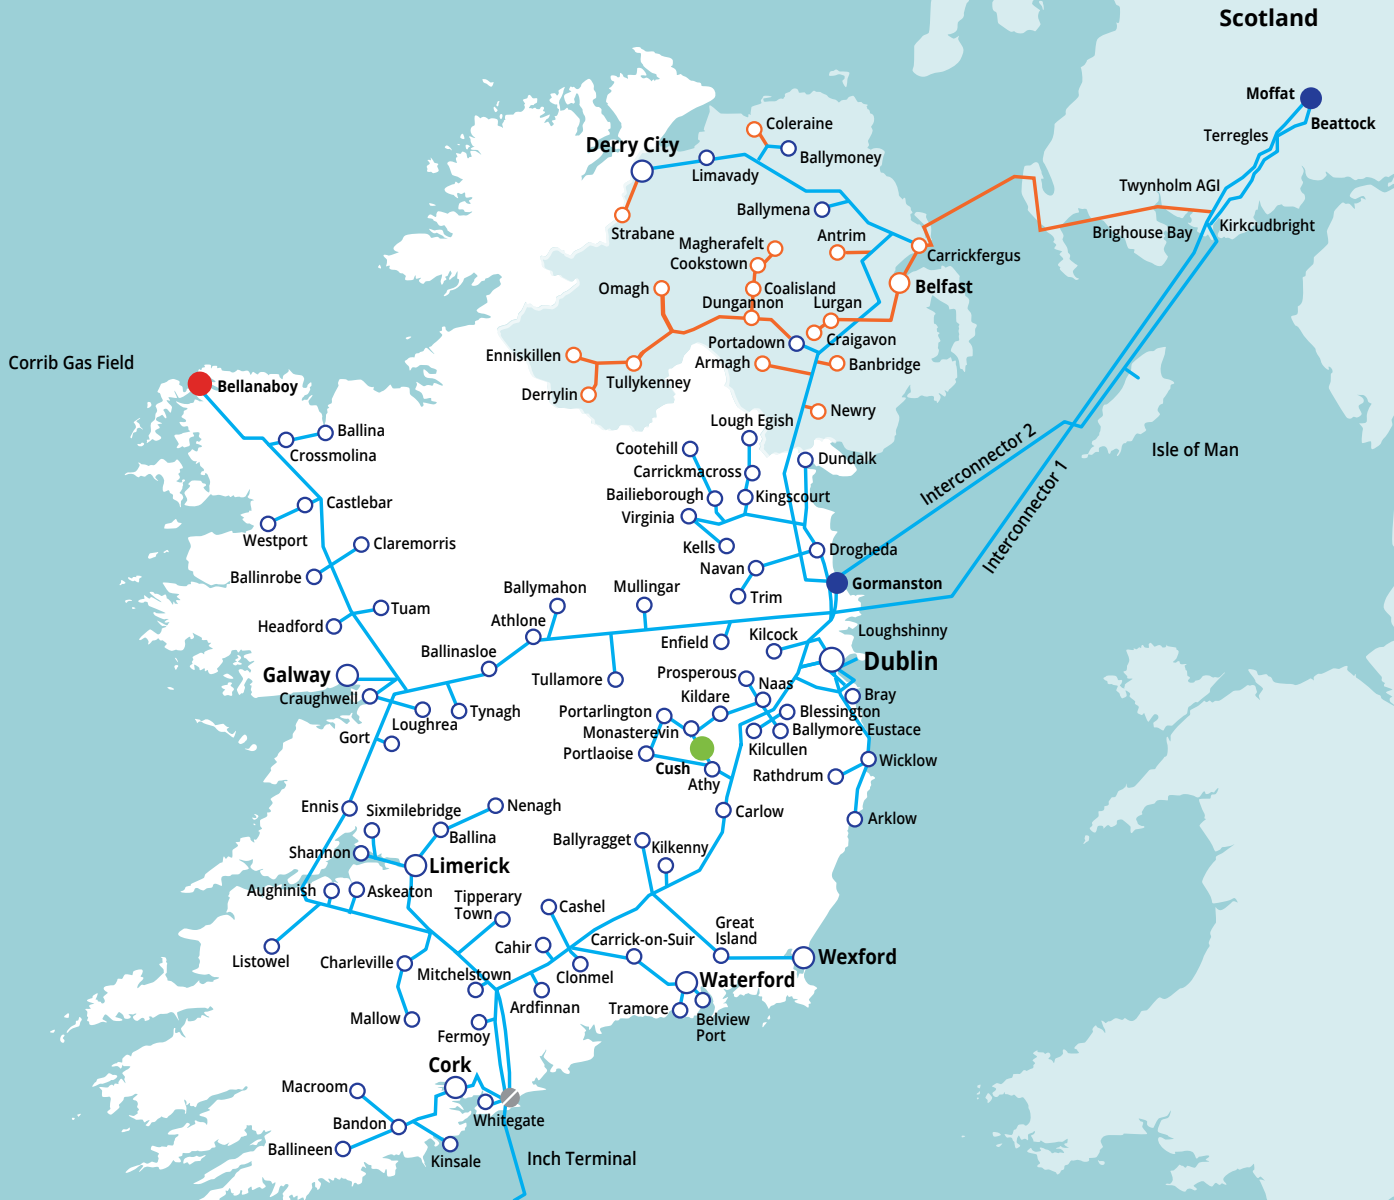 Scotland
Moffat
Beattock
Terregles
Coleraine
Derry City
Ballymoney
Limavady
Twynholm AGI
Ballymena
Kirkcudbright
Brighouse Bay
Strabane
Antrim
Magherafelt
Carrickfergus
Cookstown
Omagh
Coalisland
Belfast
Dungannon
Lurgan
Craigavon
Portadown
Enniskillen
Armagh
Banbridge
Corrib Gas Field
Tullykenney
Bellanaboy
Derrylin
Newry
Lough Egish
Ballina
Crossmolina
Cootehill
Dundalk
Isle of Man
Interconnector 2
Interconnector 1
Carrickmacross
Bailieborough
Kingscourt
Castlebar
Virginia
Westport
Claremorris
Kells
Drogheda
Navan
Ballinrobe
Gormanston
Ballymahon
Mullingar
Trim
Tuam
Athlone
Headford
Loughshinny
Kilcock
Enfield
Ballinasloe
Dublin
Galway
Prosperous
Tullamore
Naas
Craughwell
Kildare
Bray
Loughrea
Tynagh
Portarlington
Blessington
Monasterevin
Ballymore Eustace
Gort
Kilcullen
Portlaoise
Wicklow
Cush
Rathdrum
Athy
Ennis
Sixmilebridge
Nenagh
Carlow
Arklow
Ballina
Ballyragget
Kilkenny
Shannon
Limerick
Aughinish
Askeaton
Tipperary
Town
Cashel
Great
Island
Carrick-on-Suir
Cahir
Wexford
Listowel
Charleville
Mitchelstown
Clonmel
Waterford
Ardfinnan
Tramore
Belview
Port
Mallow
Fermoy
Cork
Macroom
Whitegate
Bandon
Ballineen
Kinsale
Inch Terminal